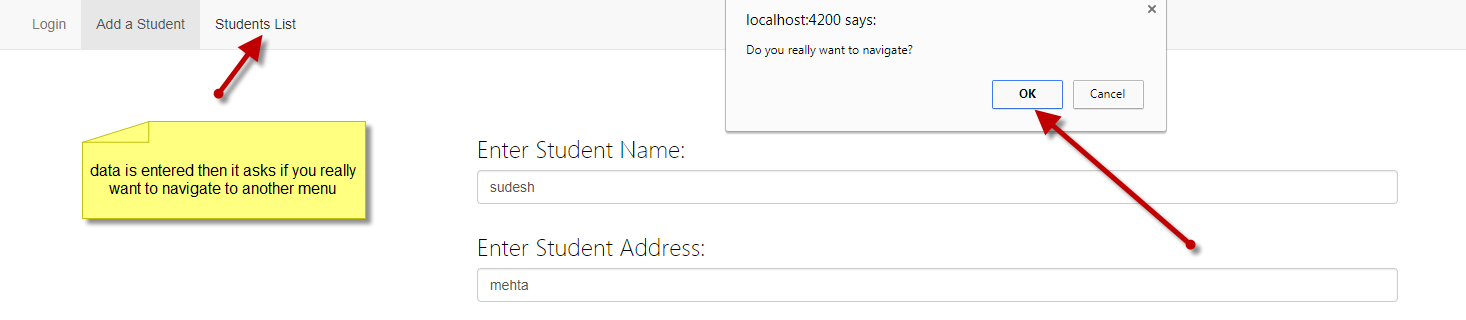 Login Add a Student Students List
localhost:4200 says:
Do you really want to navigate?
OK Cancel
data is entered then it asks if you really
want to navigate to another menu
Enter Student Name:
sudesh
Enter Student Address:
mehta